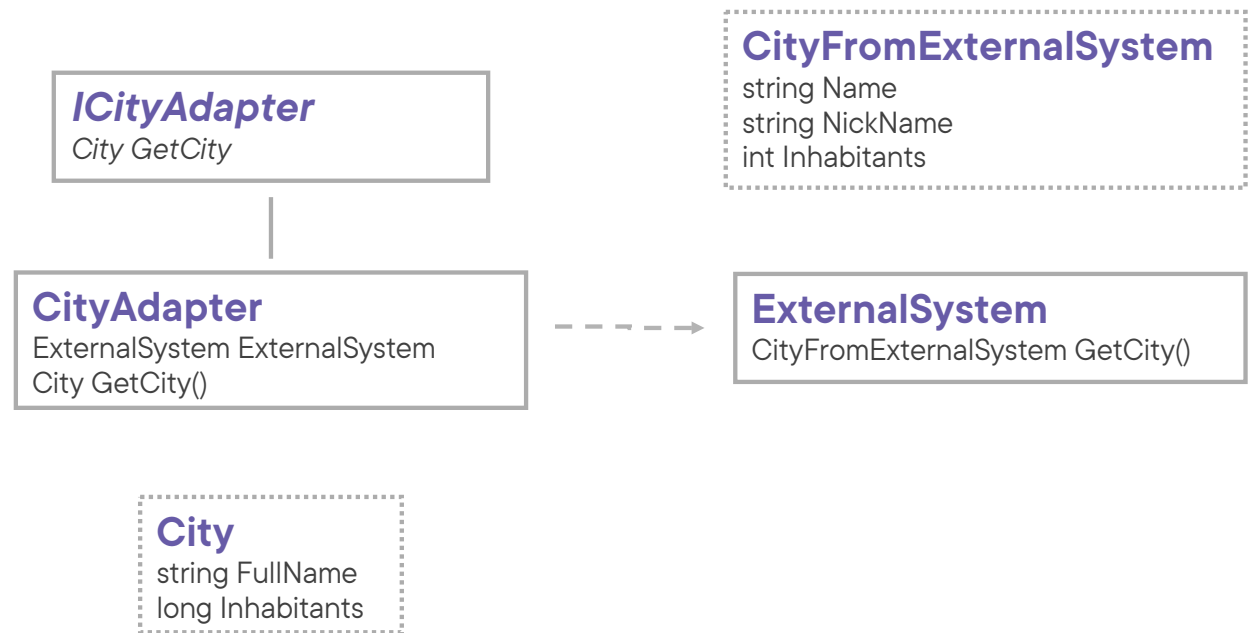 ICityAdapter
City GetCity
CityFromExternalSystem
string Name
string NickName
int Inhabitants
CityAdapter
ExternalSystem ExternalSystem
City GetCity()
ExternalSystem
CityFromExternalSystem GetCity()
City
string FullName
long Inhabitants